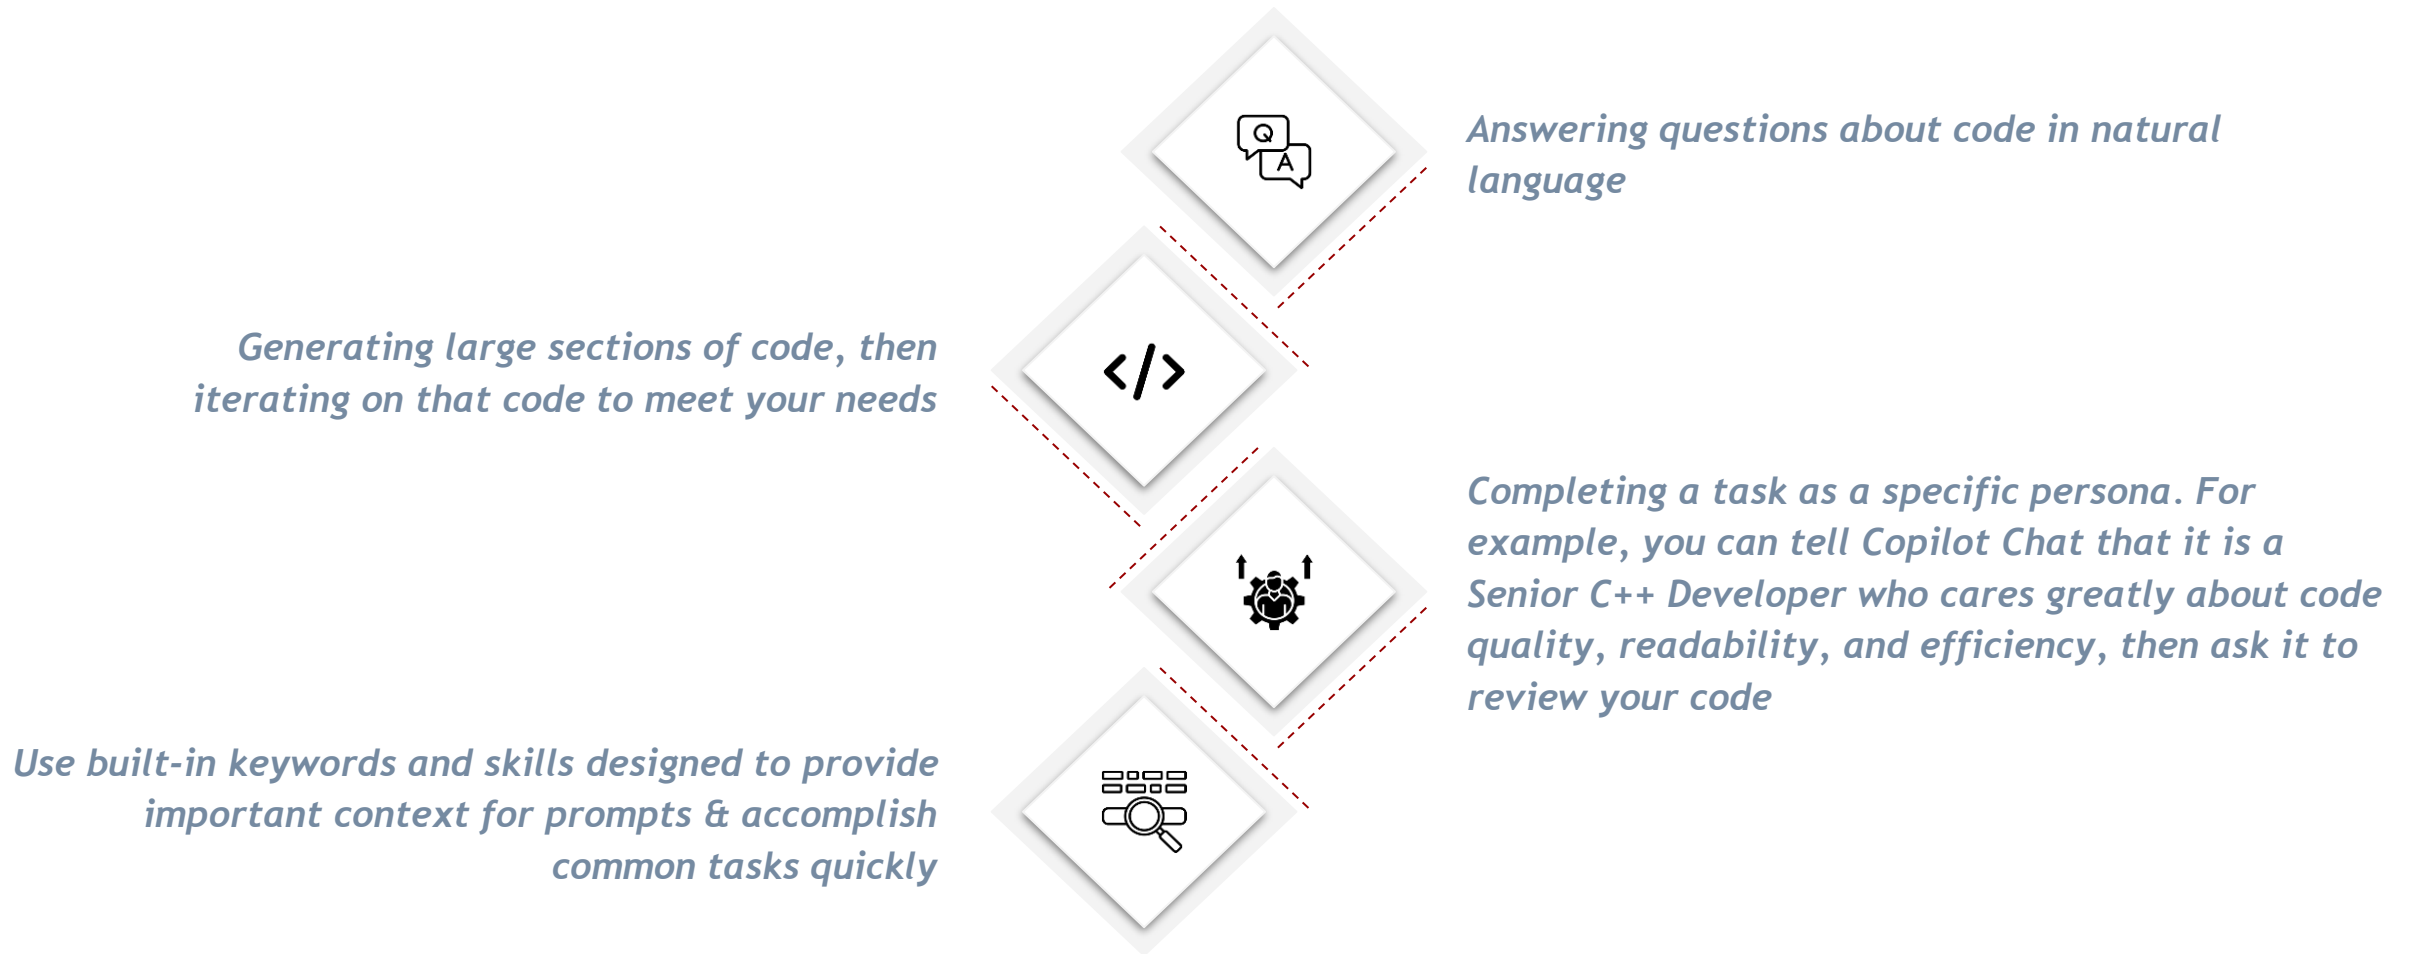 Q
A
Answering questions about code in natural
language
Generating large sections of code, then
iterating on that code to meet your needs
Completing a task as a specific persona. For
example, you can tell Copilot Chat that it is a
Senior C++ Developer who cares greatly about code
quality, readability, and efficiency, then ask it to
review your code
Use built-in keywords and skills designed to provide
important context for prompts & accomplish
common tasks quickly